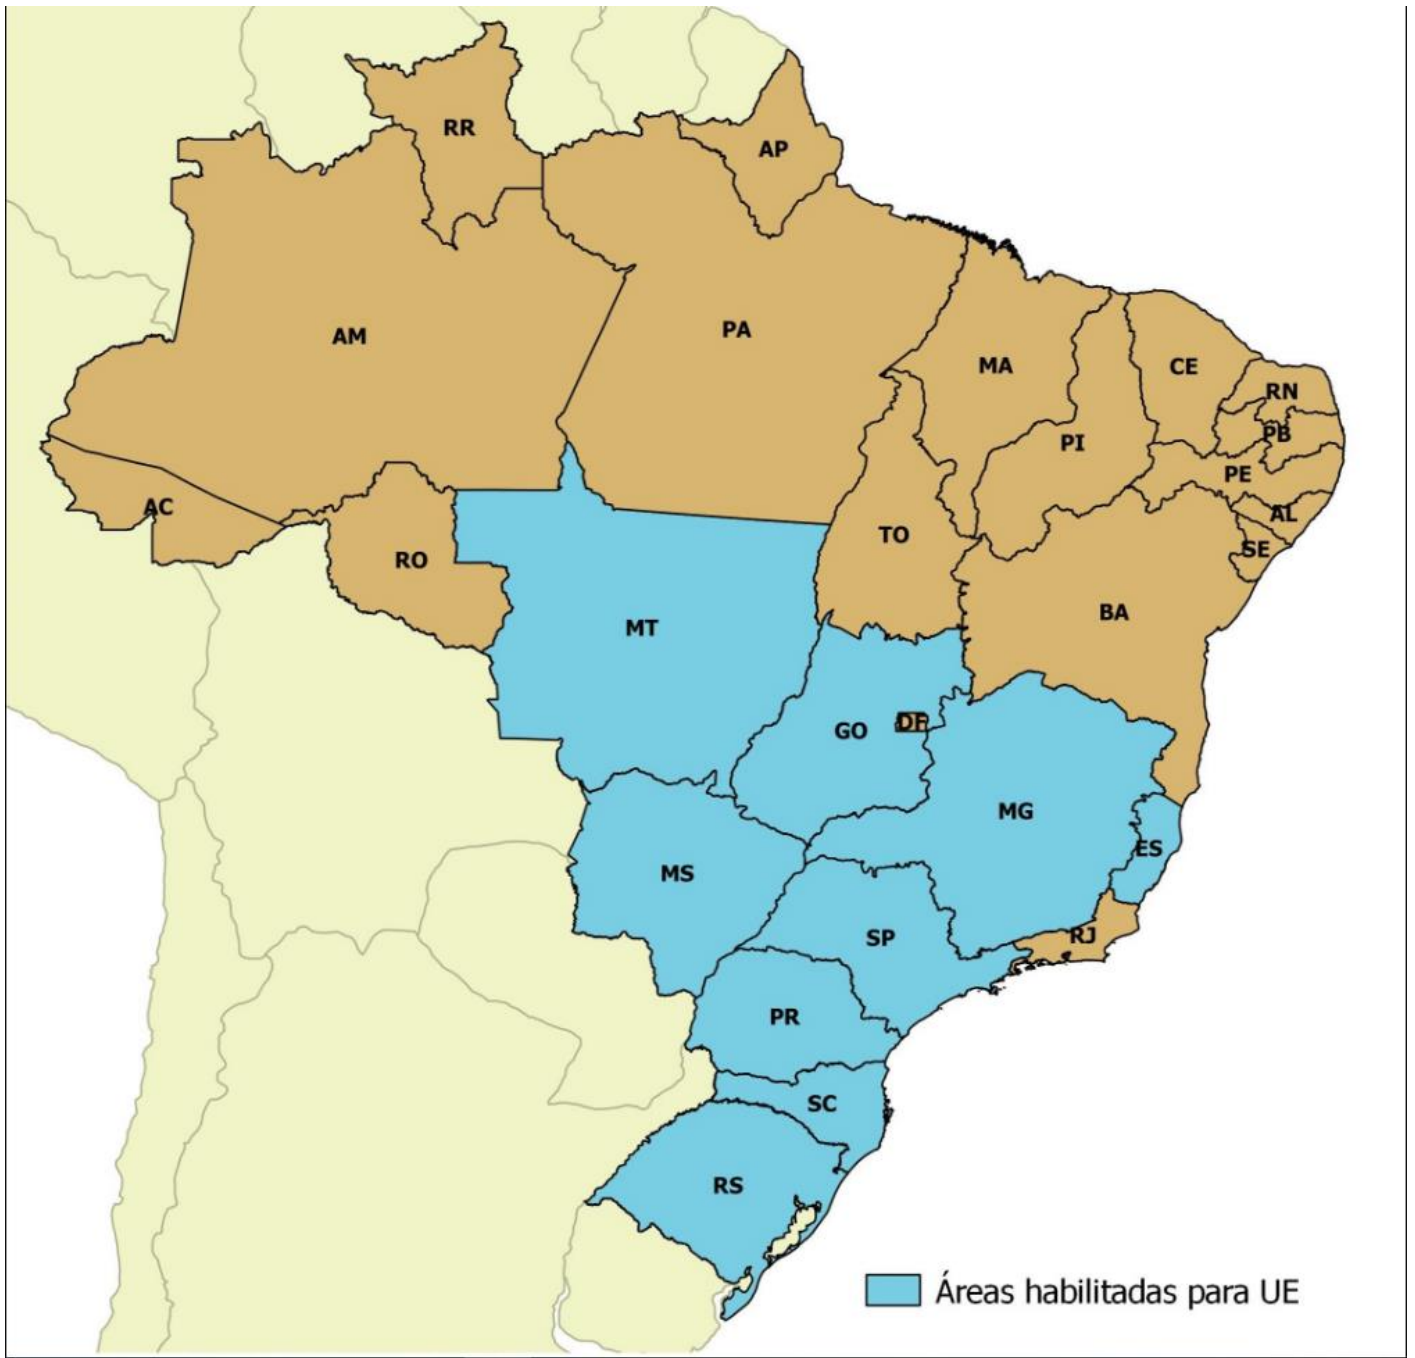 RR
AP
AM
PA
MA
CE
RN
PB
PI
PE
AC
AL
TO
SE
RO
BA
MT
DF
GO
MG
ES
MS
SP
RJ
PR
SC
RS
Áreas habilitadas para UE